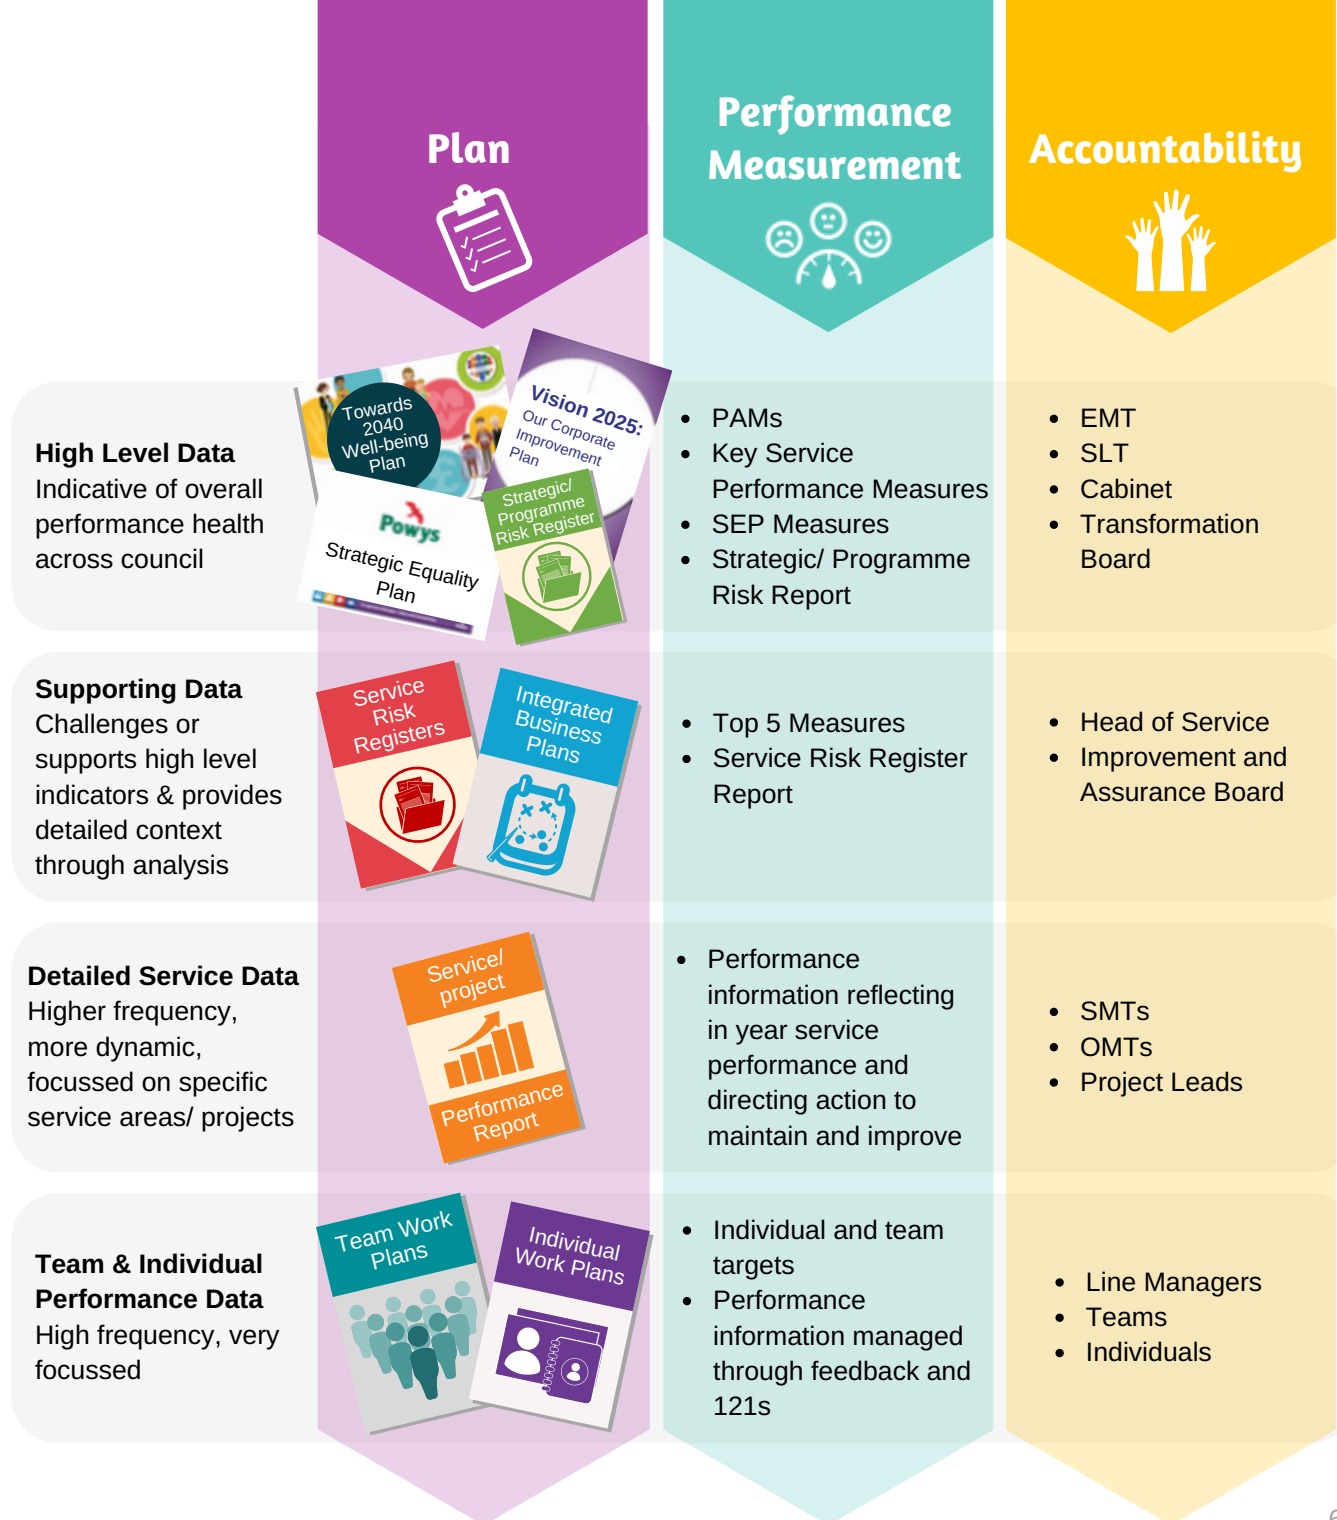 Plan
Performance
Measurement
Accountability
High Level Data
Indicative of overall
performance health
across council
Towards
2040
Well-being
Plan
Vision 2025:
Our Corporate
Improvement
Plan
Powys
Strategic Equality
Plan
Strategic/
Programme
Risk Register
• PAMs
• Key Service
Performance Measures
• SEP Measures
• Strategic/ Programme
Risk Report
• EMT
• SLT
• Cabinet
• Transformation
Board
Supporting Data
Challenges or
supports high level
indicators & provides
detailed context
through analysis
Service
Risk
Registers
Integrated
Business
Plans
• Top 5 Measures
• Service Risk Register
Report
• Head of Service
• Improvement and
Assurance Board
Detailed Service Data
Higher frequency,
more dynamic,
focussed on specific
service areas/ projects
Service/
project
Performance
Report
• Performance
information reflecting
in year service
performance and
directing action to
maintain and improve
• SMTs
• OMTs
• Project Leads
Team & Individual
Performance Data
High frequency, very
focussed
Team Work
Plans
Individual
Work Plans
• Individual and team
targets
• Performance
information managed
through feedback and
121s
• Line Managers
• Teams
• Individuals